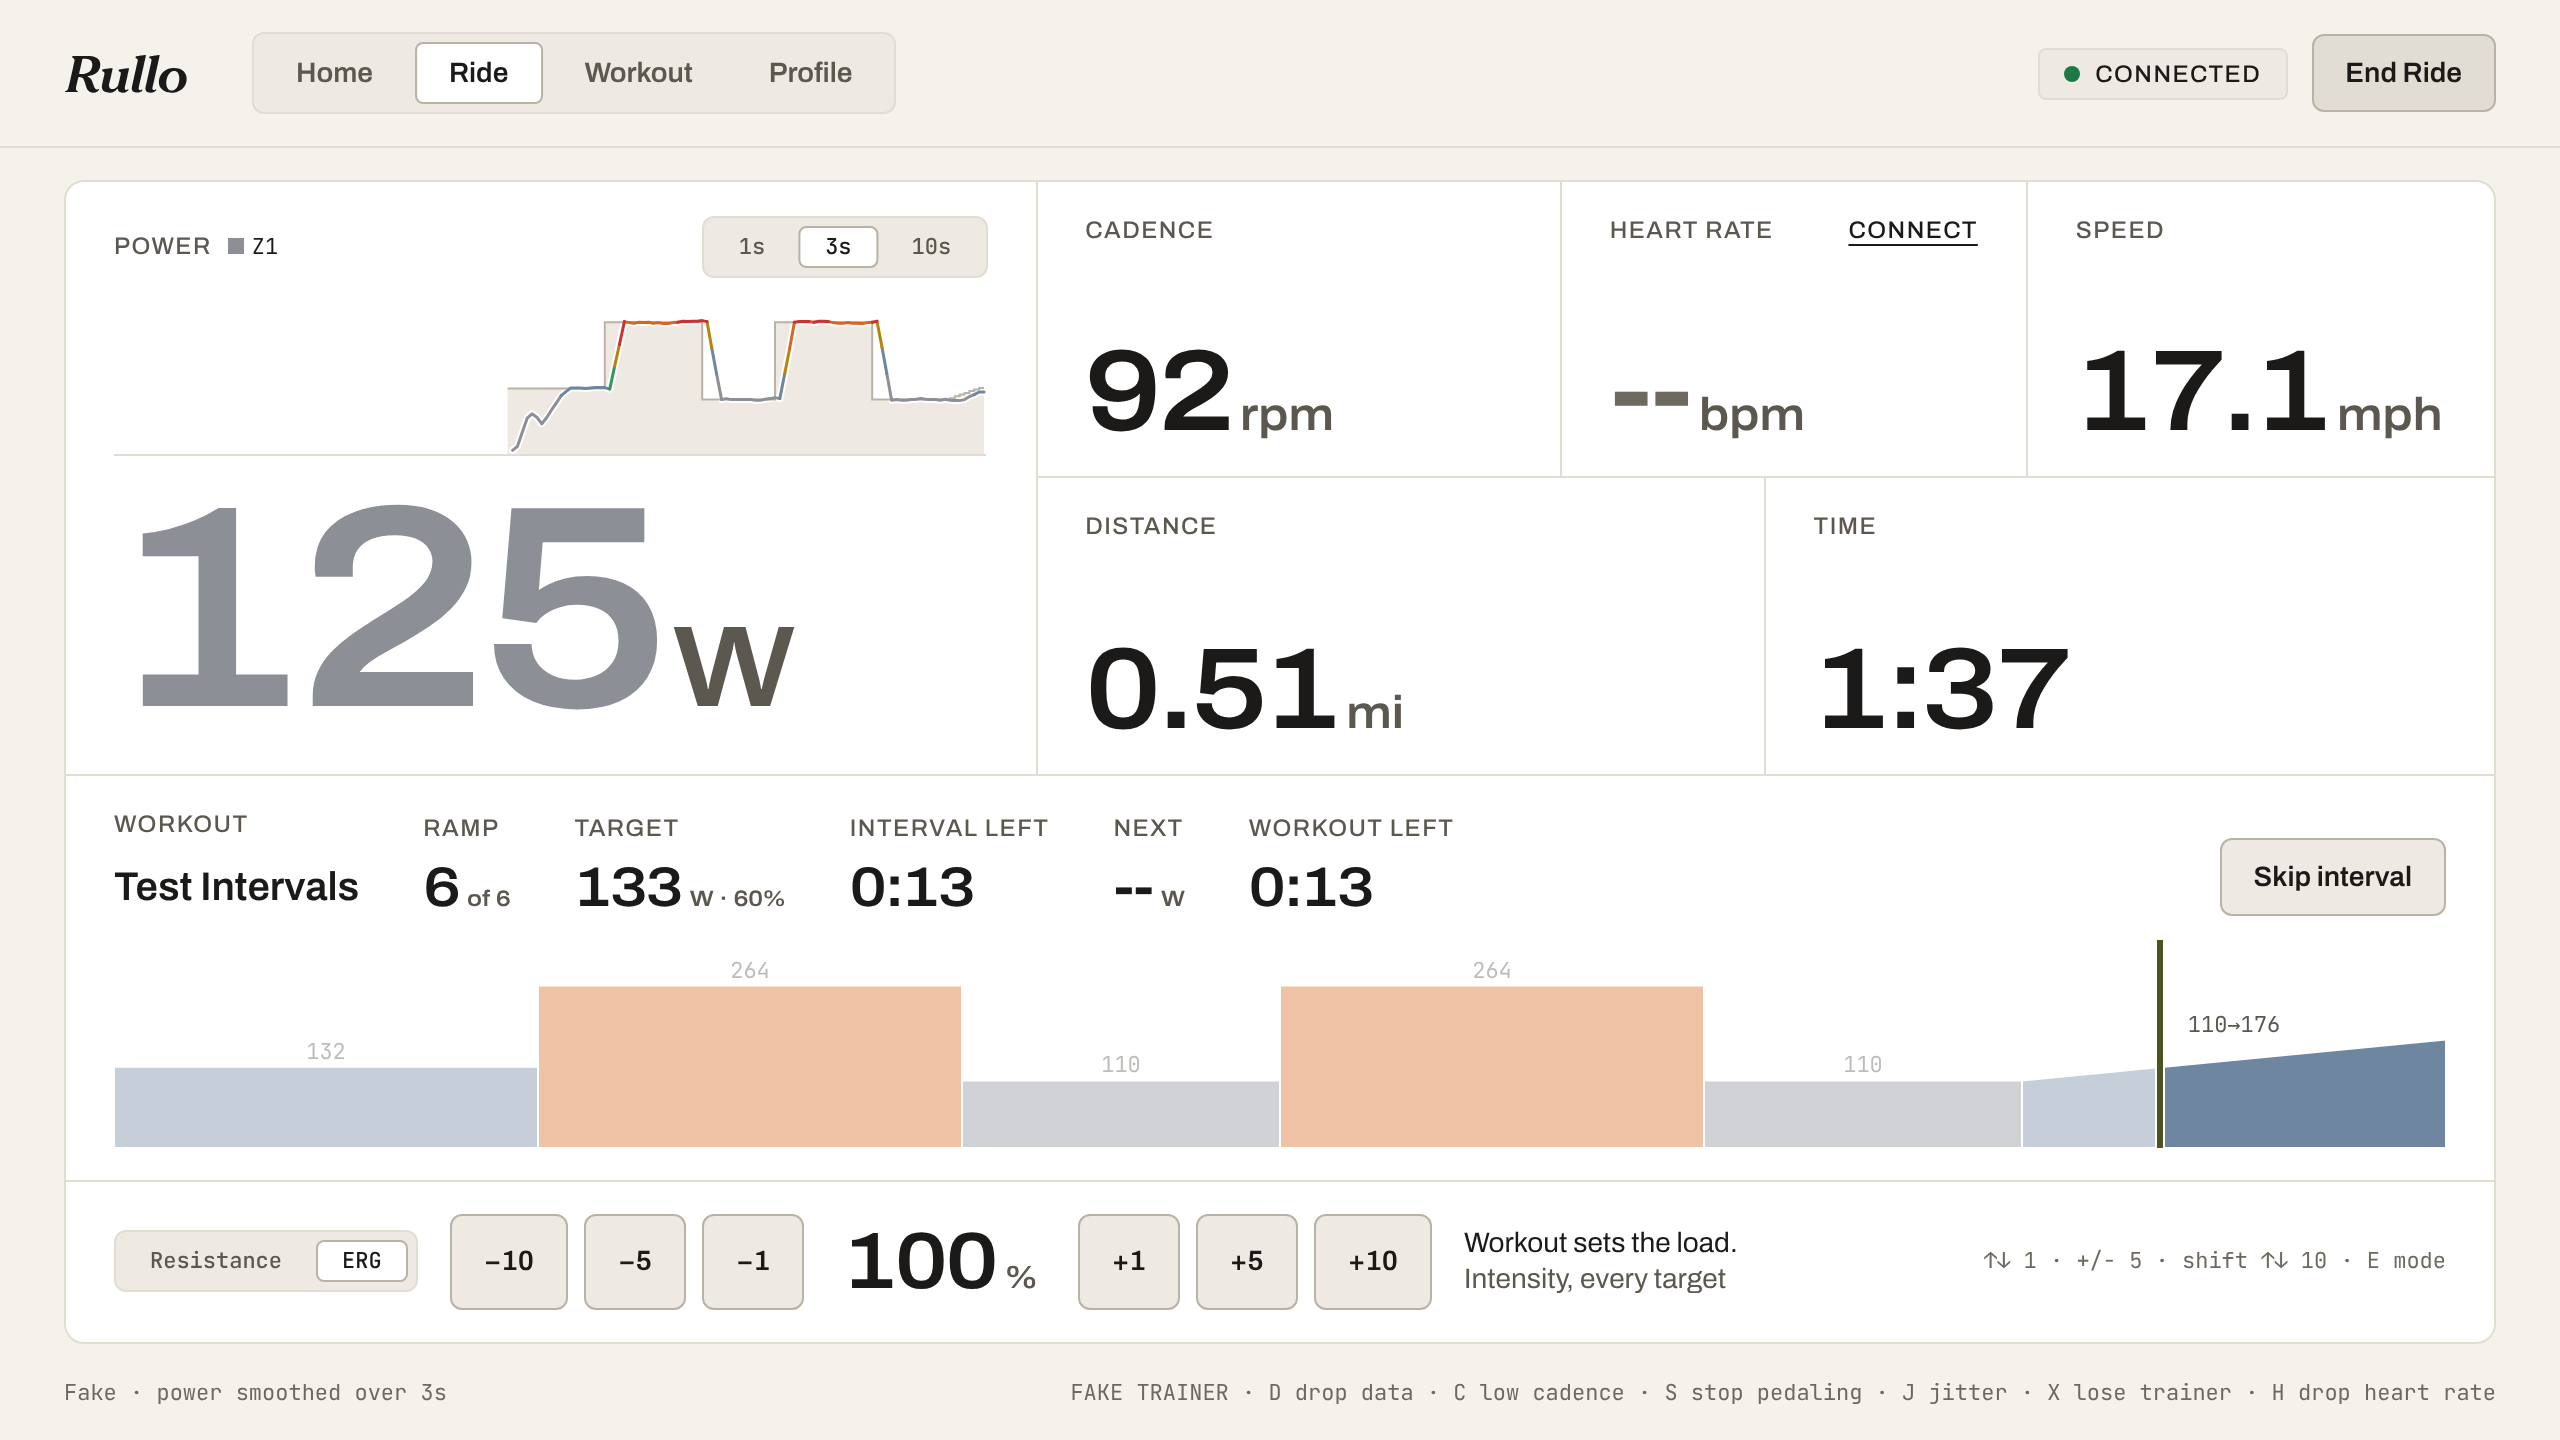 Rullo
Home Ride Workout Profile
CONNECTED
End Ride
POWER Z1
1s 3s 10s
125 W
CADENCE
92 rpm
HEART RATE CONNECT
-- bpm
SPEED
17.1 mph
DISTANCE
0.51 mi
TIME
1:37
WORKOUT
Test Intervals
RAMP
6 of 6
TARGET
133 W · 60%
INTERVAL LEFT
0:13
NEXT
-- W
WORKOUT LEFT
0:13
Skip interval
132
264
110
264
110
110→176
Resistance ERG
−10 −5 −1
100 %
+1 +5 +10
Workout sets the load.
Intensity, every target
↑↓ 1 · +/- 5 · shift ↑↓ 10 · E mode
Fake · power smoothed over 3s
FAKE TRAINER · D drop data · C low cadence · S stop pedaling · J jitter · X lose trainer · H drop heart rate